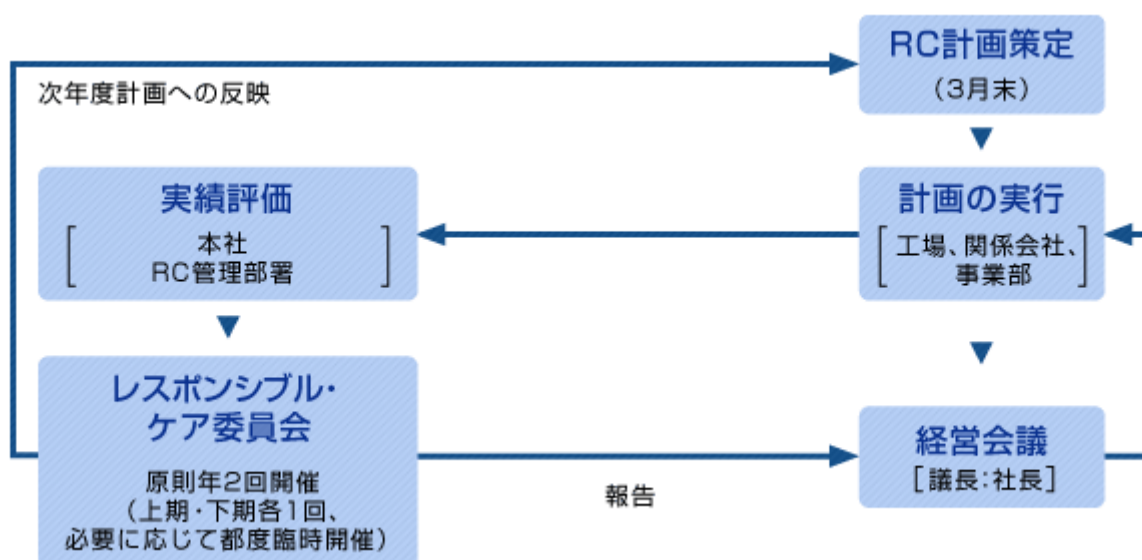 RC計画策定
(3月末)
次年度計画への反映
実績評価
[本社
RC管理部署]
計画の実行
[工場、関係会社、
事業部]
レスポンシブル・
ケア委員会
原則年2回開催
(上期・下期各1回、
必要に応じて都度臨時開催)
報告
経営会議
[議長:社長]